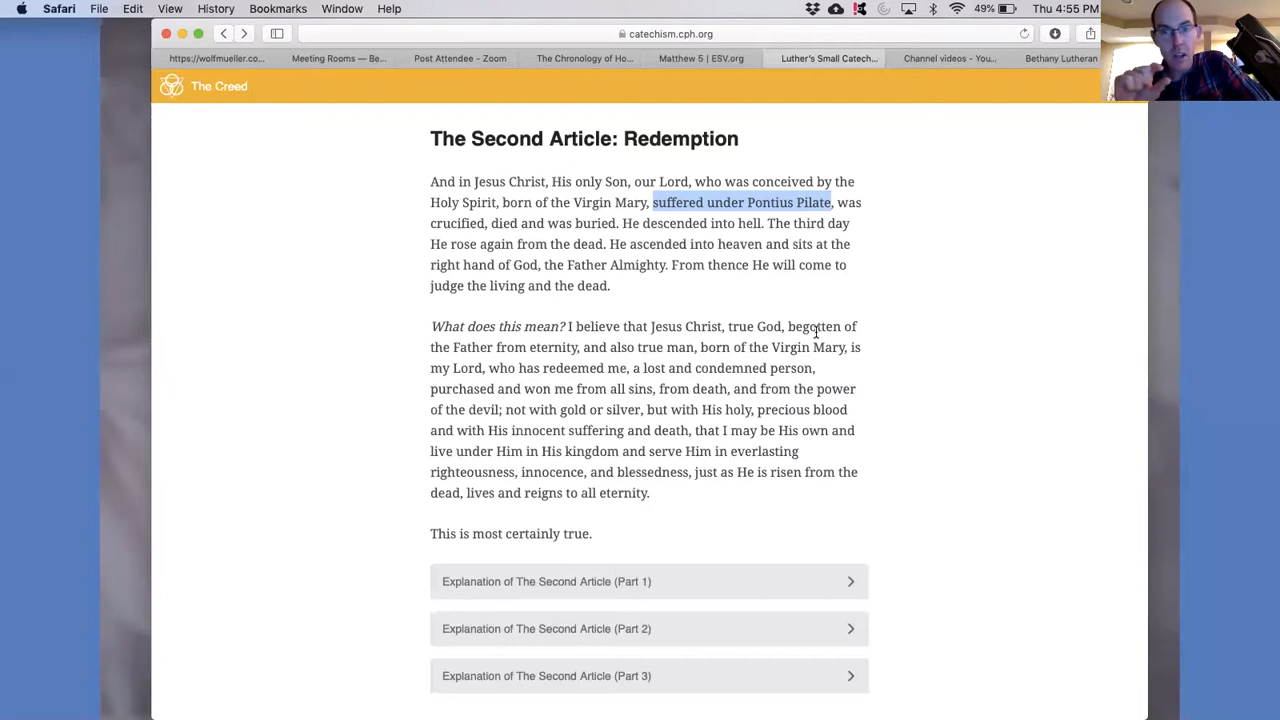 Safari File Edit View History Bookmarks Window Help 49% Thu 4:55 PM
catechism.cph.org
https://wolfmueller.co... Meeting Rooms — Be... Post Attendee - Zoom The Chronology of Ho... Matthew 5 | ESV.org Luther's Small Catech... Channel videos - You... Bethany Lutheran
The Creed
The Second Article: Redemption
And in Jesus Christ, His only Son, our Lord, who was conceived by the
Holy Spirit, born of the Virgin Mary, suffered under Pontius Pilate, was
crucified, died and was buried. He descended into hell. The third day
He rose again from the dead. He ascended into heaven and sits at the
right hand of God, the Father Almighty. From thence He will come to
judge the living and the dead.
What does this mean? I believe that Jesus Christ, true God, begotten of
the Father from eternity, and also true man, born of the Virgin Mary, is
my Lord, who has redeemed me, a lost and condemned person,
purchased and won me from all sins, from death, and from the power
of the devil; not with gold or silver, but with His holy, precious blood
and with His innocent suffering and death, that I may be His own and
live under Him in His kingdom and serve Him in everlasting
righteousness, innocence, and blessedness, just as He is risen from the
dead, lives and reigns to all eternity.
This is most certainly true.
Explanation of The Second Article (Part 1)
Explanation of The Second Article (Part 2)
Explanation of The Second Article (Part 3)